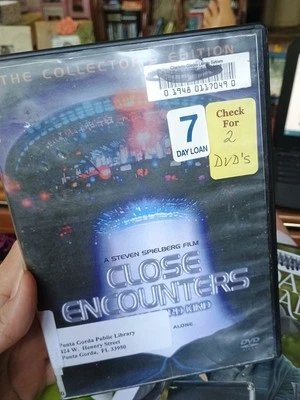 THE COLLECTOR'S EDITION
0 1948 0117049 0
7
DAY LOAN
Check
For
2
DVD's
A STEVEN SPIELBERG FILM
CLOSE
ENCOUNTERS
KIND
ALONE.
Punta Gorda Public Library
424 W. Henry Street
Punta Gorda, FL 33950
DVD